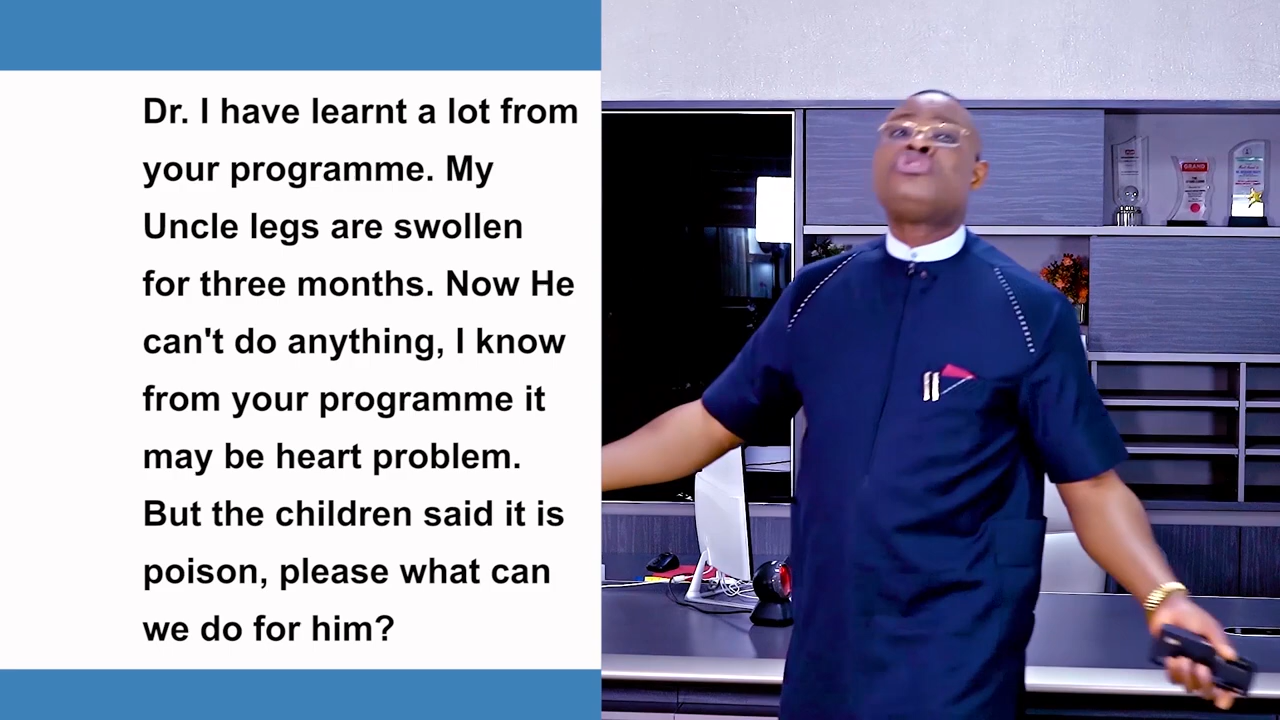 Dr. I have learnt a lot from
your programme. My
Uncle legs are swollen
for three months. Now He
can't do anything, I know
from your programme it
may be heart problem.
But the children said it is
poison, please what can
we do for him?
GRAND